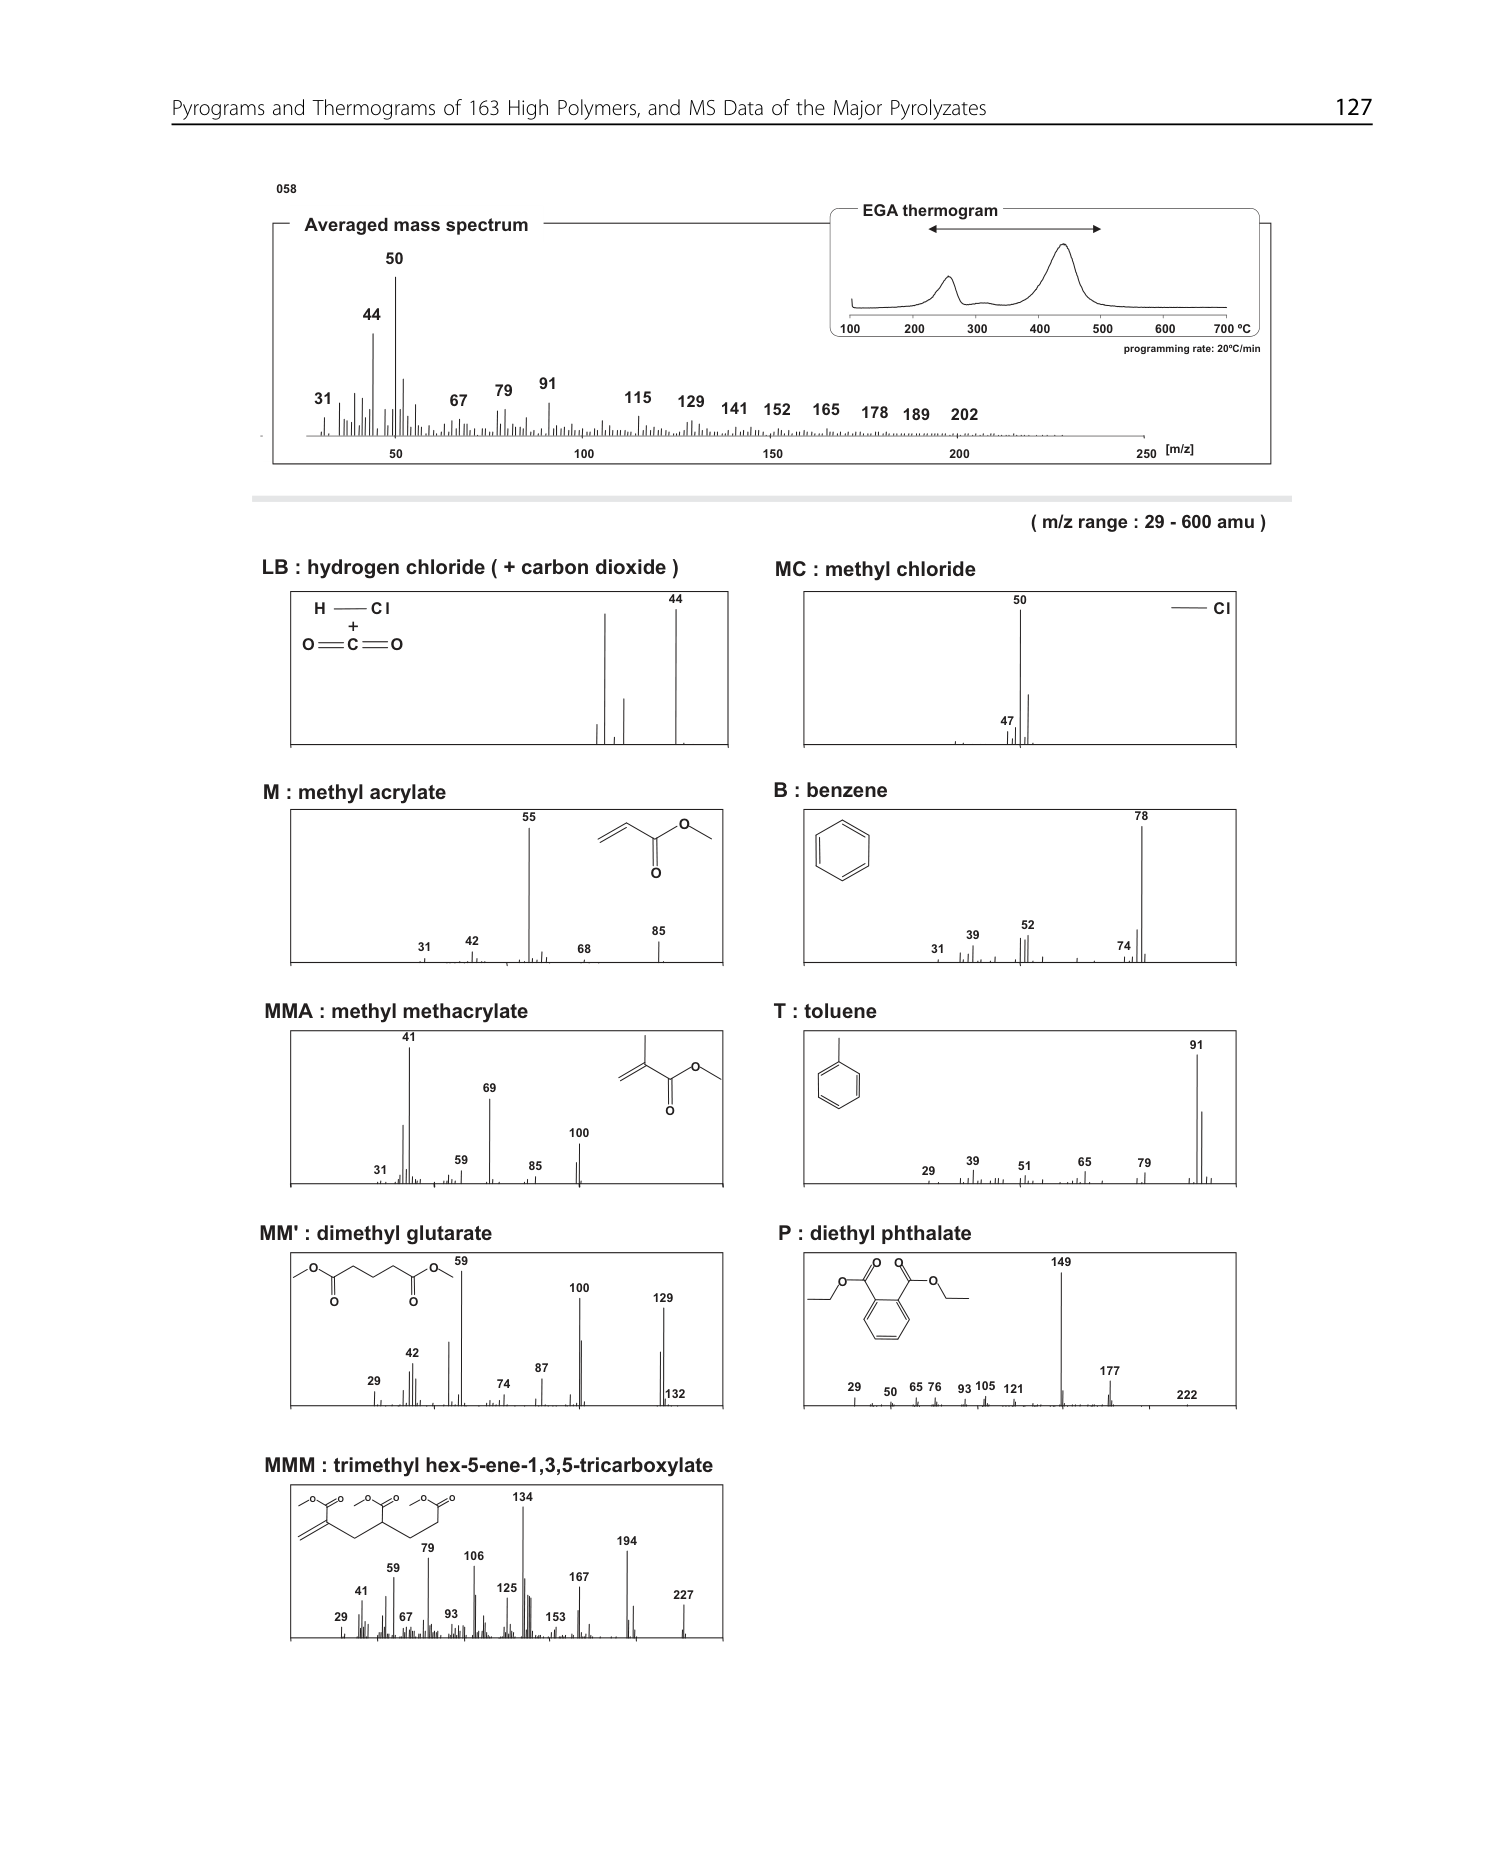 Pyrograms and Thermograms of 163 High Polymers, and MS Data of the Major Pyrolyzates 127
058
Averaged mass spectrum
EGA thermogram
50
44
31
67
79
91
115
129
141
152
165
178
189
202
50 100 150 200 250 [m/z]
100 200 300 400 500 600 700 ºC
programming rate: 20ºC/min
( m/z range : 29 - 600 amu )
LB : hydrogen chloride ( + carbon dioxide )
H Cl
+
O C O
44
MC : methyl chloride
50
Cl
47
M : methyl acrylate
55
O
O
31 42 68 85
B : benzene
78
31 39 52 74
MMA : methyl methacrylate
41
69
O
O
100
31 59 85
T : toluene
91
29 39 51 65 79
MM' : dimethyl glutarate
59
O O
O O
100
129
29 42 74 87 132
P : diethyl phthalate
149
O O
O O
177
29 50 65 76 93 105 121 222
MMM : trimethyl hex-5-ene-1,3,5-tricarboxylate
134
O O O O O O
194
79 106
59 167
41 125 227
29 67 93 153